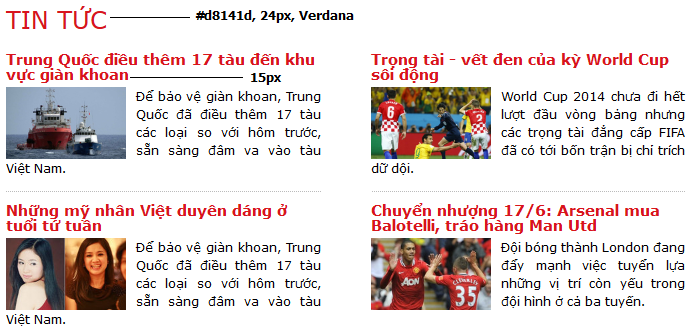 TIN TỨC
#d8141d, 24px, Verdana
Trung Quốc điều thêm 17 tàu đến khu
vực giàn khoan
15px
Để bảo vệ giàn khoan, Trung
Quốc đã điều thêm 17 tàu
các loại so với hôm trước,
sẵn sàng đâm va vào tàu
Việt Nam.
Trọng tài - vết đen của kỳ World Cup
sôi động
World Cup 2014 chưa đi hết
lượt đầu vòng bảng nhưng
các trọng tài đẳng cấp FIFA
đã có tới bốn trận bị chỉ trích
dữ dội.
Những mỹ nhân Việt duyên dáng ở
tuổi tứ tuần
Để bảo vệ giàn khoan, Trung
Quốc đã điều thêm 17 tàu
các loại so với hôm trước,
sẵn sàng đâm va vào tàu
Việt Nam.
Chuyển nhượng 17/6: Arsenal mua
Balotelli, tráo hàng Man Utd
Đội bóng thành London đang
đẩy mạnh việc tuyển lựa
những vị trí còn yếu trong
đội hình ở cả ba tuyến.
AON
35